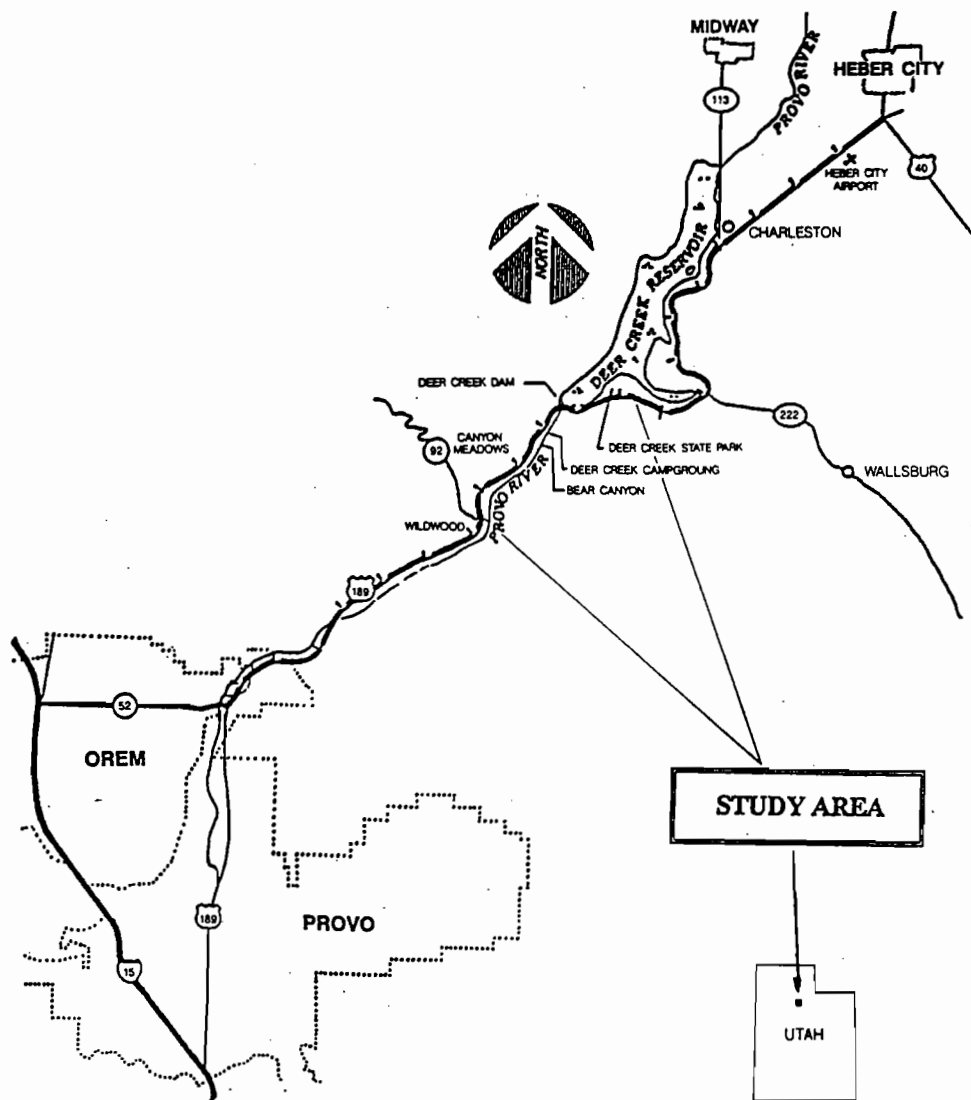 MIDWAY
PROVO RIVER
HEBER CITY
113
40
HEBER CITY
AIRPORT
CHARLESTON
NORTH
DEER CREEK RESERVOIR
DEER CREEK DAM
222
CANYON
MEADOWS
92
DEER CREEK STATE PARK
DEER CREEK CAMPGROUNG
WALLSBURG
BEAR CANYON
PROVO RIVER
WILDWOOD
189
52
OREM
STUDY AREA
189
PROVO
15
UTAH